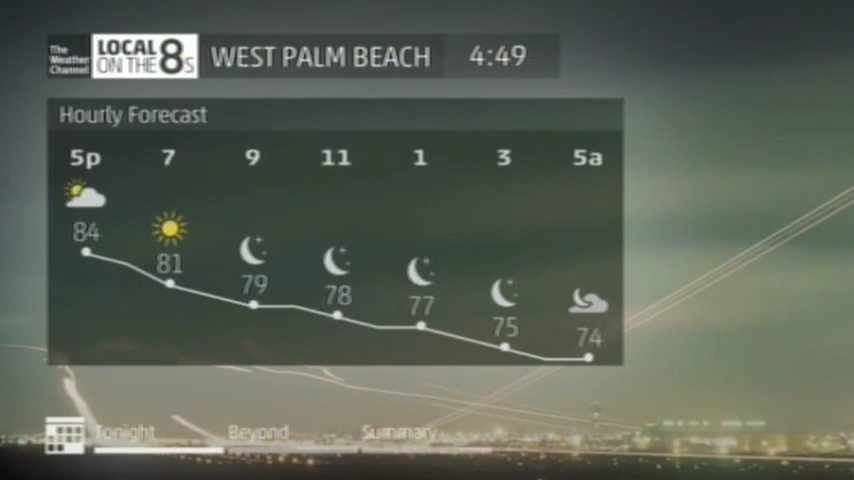 The Weather Channel LOCAL ON THE 8s WEST PALM BEACH 4:49
Hourly Forecast
5p 7 9 11 1 3 5a
84 81 79 78 77 75 74
Tonight Beyond Summary